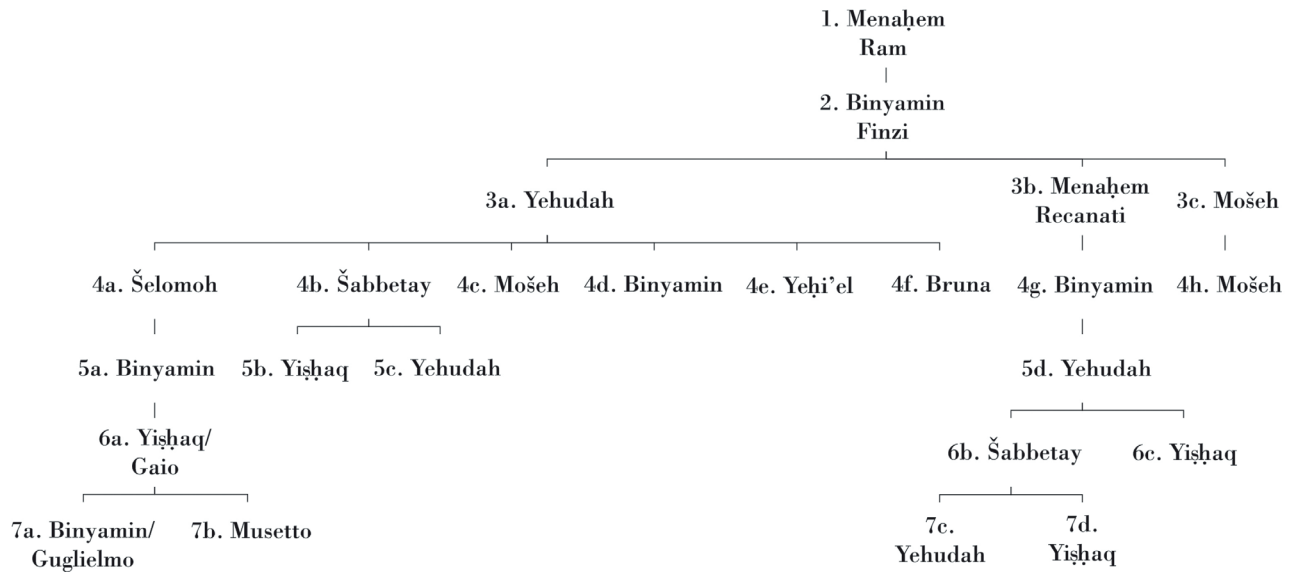 1. Menaḥem
Ram
2. Binyamin
Finzi
3a. Yehudah
3b. Menaḥem
Recanati
3c. Mošeh
4a. Šelomoh
4b. Šabbetay
4c. Mošeh
4d. Binyamin
4e. Yeḥi’el
4f. Bruna
4g. Binyamin
4h. Mošeh
5a. Binyamin
5b. Yiṣḥaq
5c. Yehudah
5d. Yehudah
6a. Yiṣḥaq/
Gaio
6b. Šabbetay
6c. Yiṣḥaq
7a. Binyamin/
Guglielmo
7b. Musetto
7c.
Yehudah
7d.
Yiṣḥaq